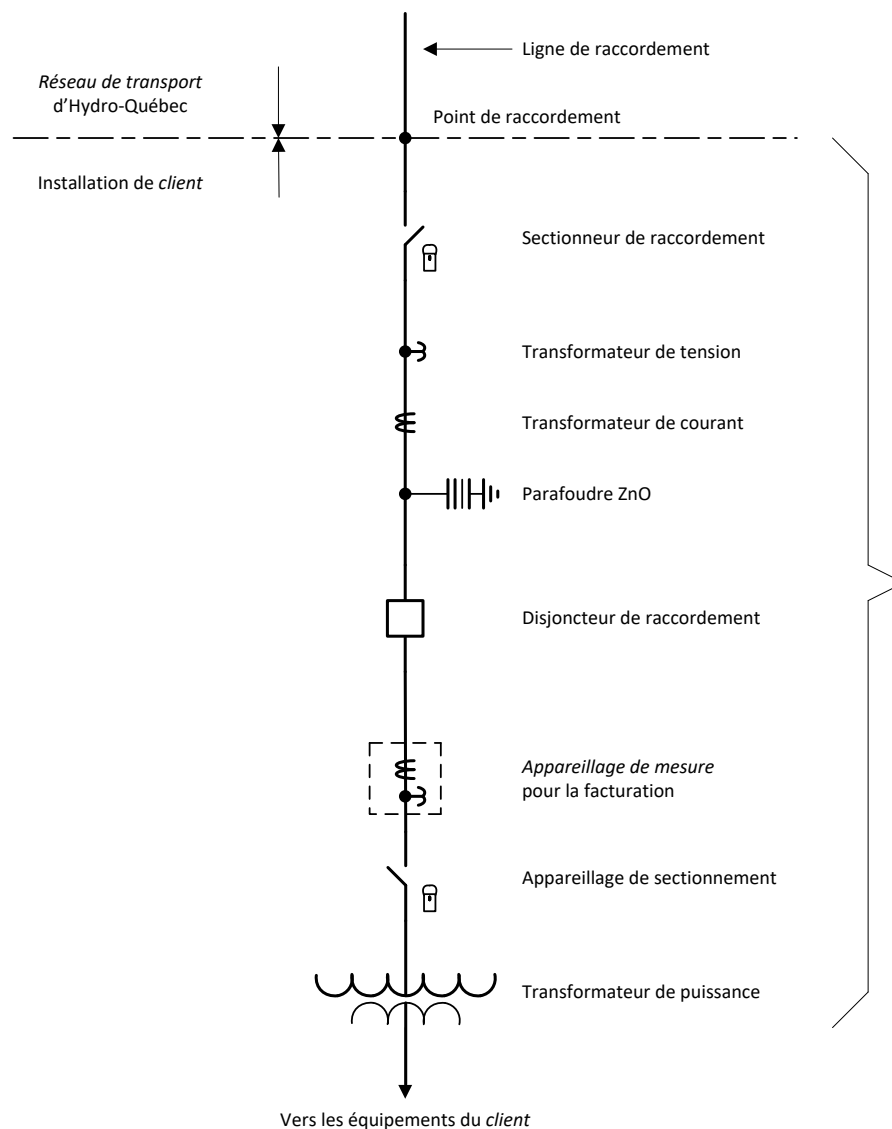 Ligne de raccordement
Réseau de transport
d’Hydro-Québec
Point de raccordement
Installation de client
Sectionneur de raccordement
Transformateur de tension
Transformateur de courant
Parafoudre ZnO
Disjoncteur de raccordement
Appareillage de mesure
pour la facturation
Appareillage de sectionnement
Transformateur de puissance
Vers les équipements du client